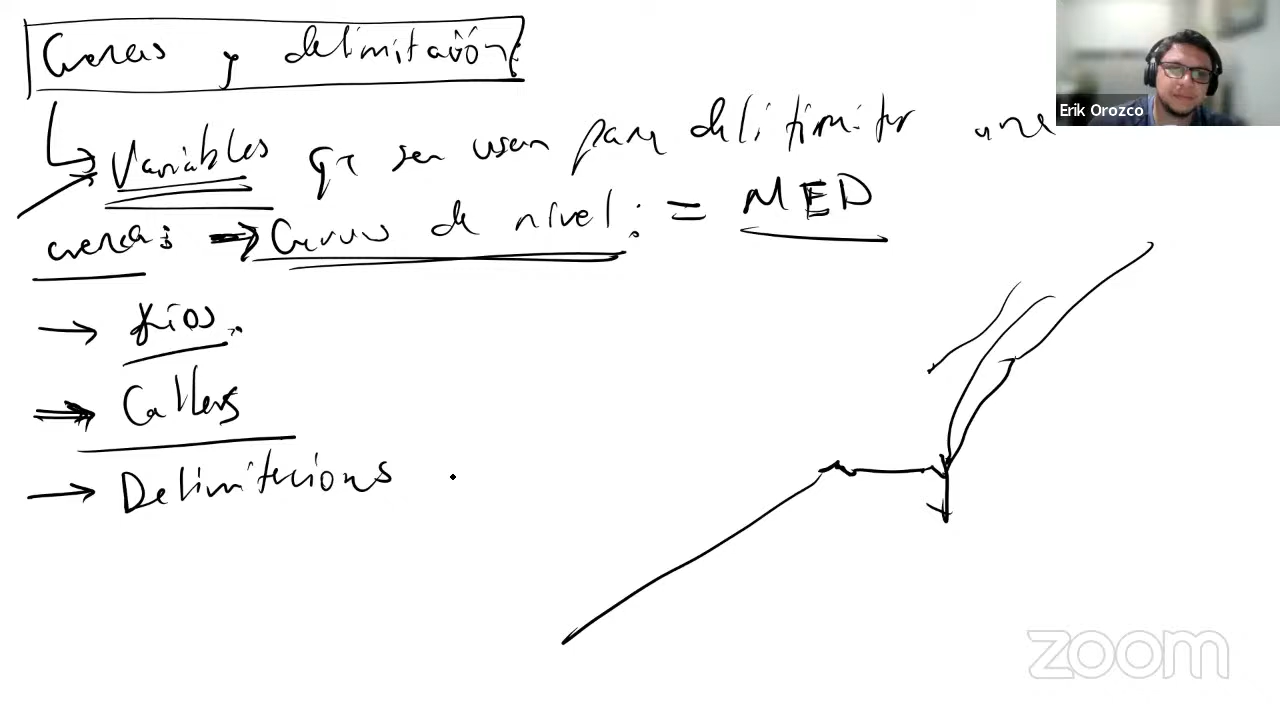 Cuencas y delimitación:
Erik Orozco
Variables que se usan para delitimitar una
cuenca: Curvas de nivel: = MED
Ríos.
Calles
Delimitaciones
zoom